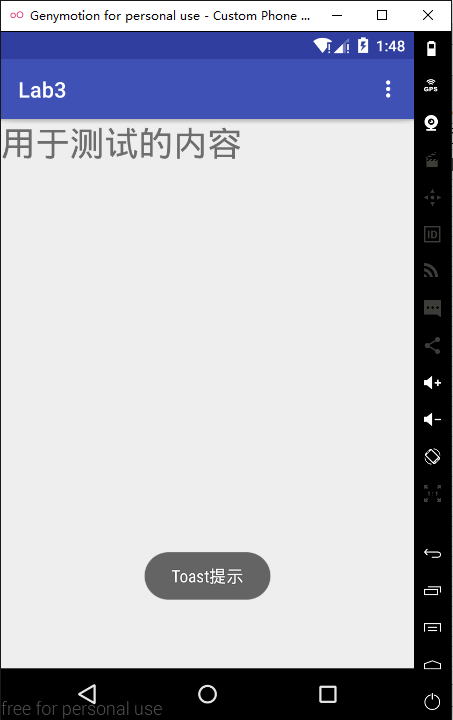 Genymotion for personal use - Custom Phone ...
1:48
GPS
Lab3
用于测试的内容
ID
Toast提示
free for personal use